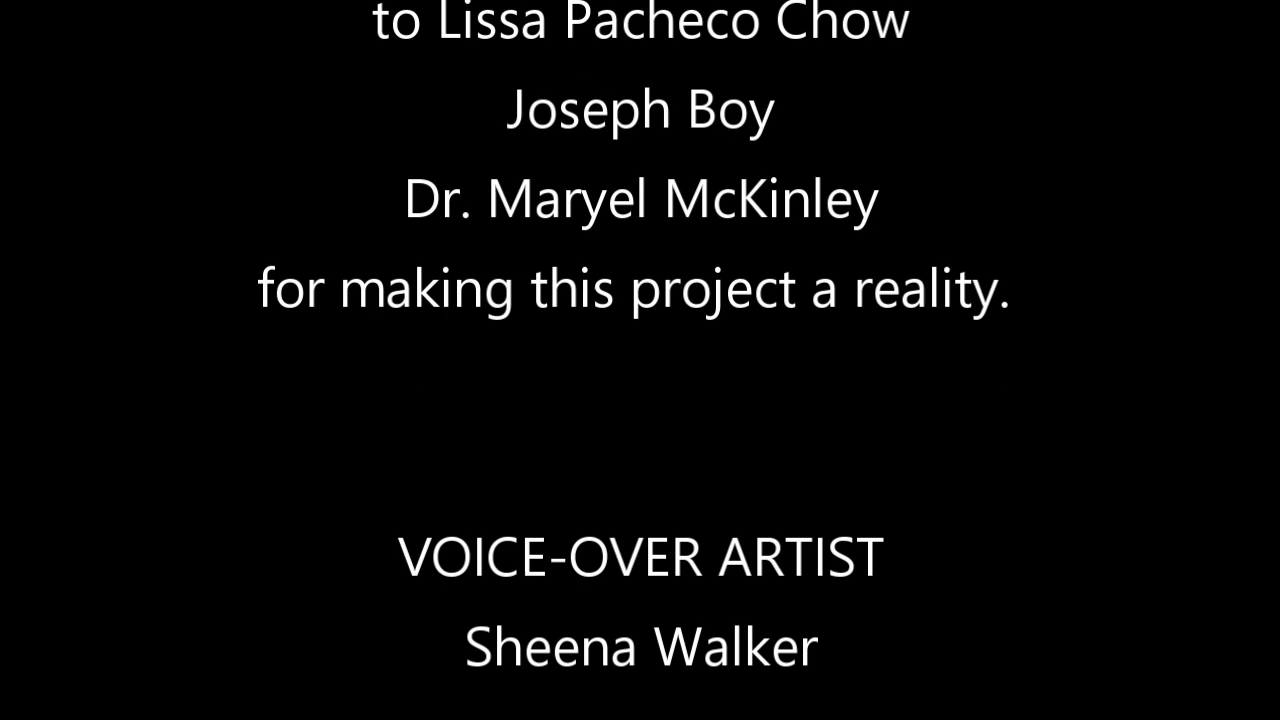 to Lissa Pacheco Chow
Joseph Boy
Dr. Maryel McKinley
for making this project a reality.
VOICE-OVER ARTIST
Sheena Walker